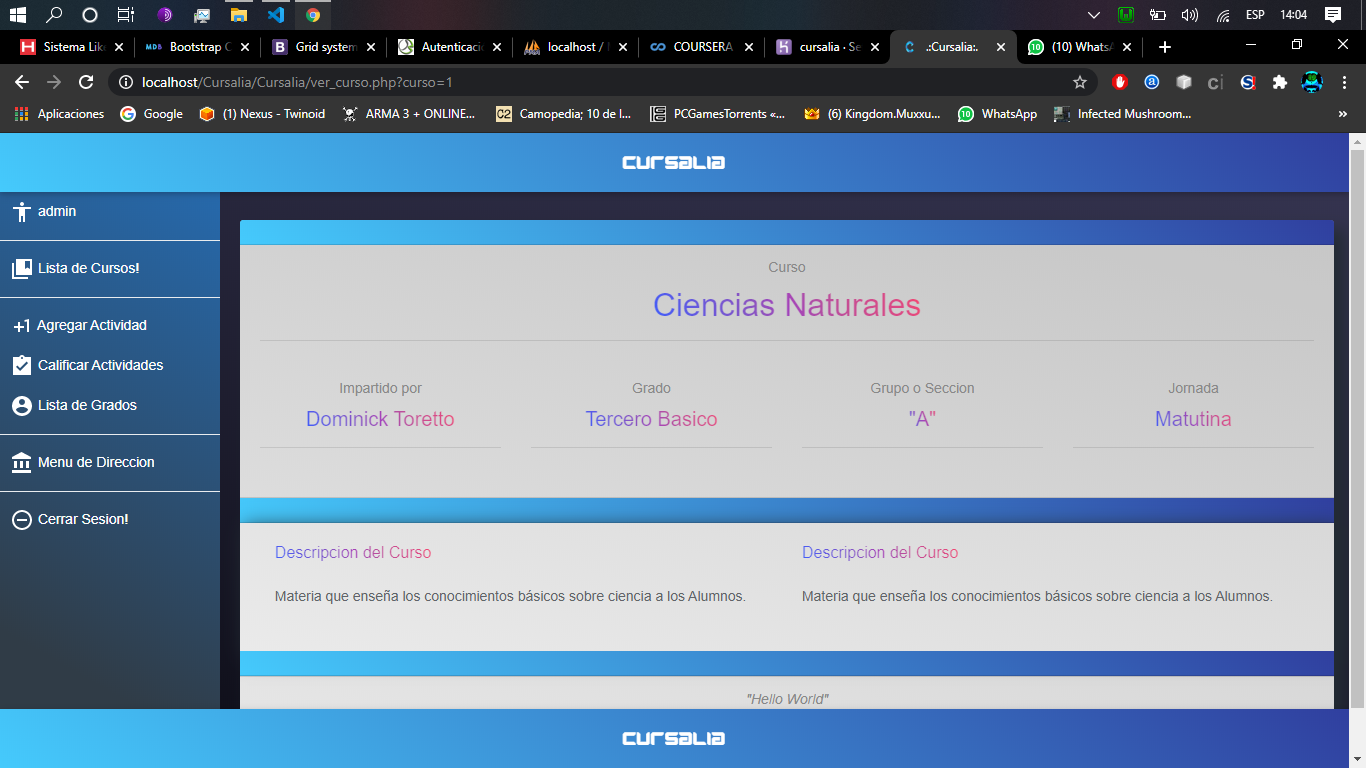 ESP 14:04
Sistema Lik
Bootstrap C
Grid system
Autenticaci
localhost /
COURSERA
cursalia · Se
.:Cursalia:.
(10) Whats
localhost/Cursalia/Cursalia/ver_curso.php?curso=1
Aplicaciones
Google
(1) Nexus - Twinoid
ARMA 3 + ONLINE...
Camopedia; 10 de l...
PCGamesTorrents «...
(6) Kingdom.Muxxu...
WhatsApp
Infected Mushroom...
»
cursalia
admin
Lista de Cursos!
+1 Agregar Actividad
Calificar Actividades
Lista de Grados
Menu de Direccion
Cerrar Sesion!
Curso
Ciencias Naturales
Impartido por
Dominick Toretto
Grado
Tercero Basico
Grupo o Seccion
"A"
Jornada
Matutina
Descripcion del Curso
Materia que enseña los conocimientos básicos sobre ciencia a los Alumnos.
Descripcion del Curso
Materia que enseña los conocimientos básicos sobre ciencia a los Alumnos.
"Hello World"
cursalia